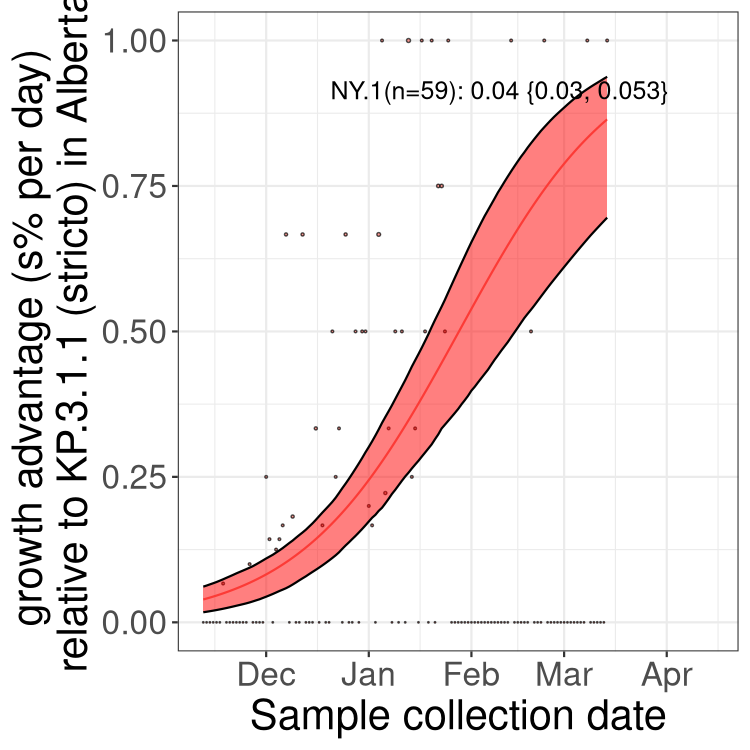 growth advantage (s% per day)
relative to KP.3.1.1 (stricto) in Alberta
1.00
0.75
0.50
0.25
0.00
NY.1(n=59): 0.04 {0.03, 0.053}
Dec Jan Feb Mar Apr
Sample collection date